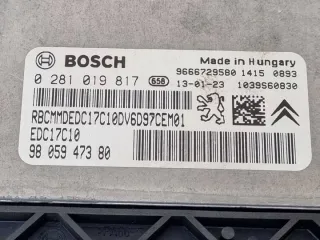 BOSCH
Made in Hungary
0 281 019 817 658
9666729580 1415 0893
13-01-23 1039S60830
RBCMMDEDC17C10DV6D97CEM01
EDC17C10
98 059 473 80